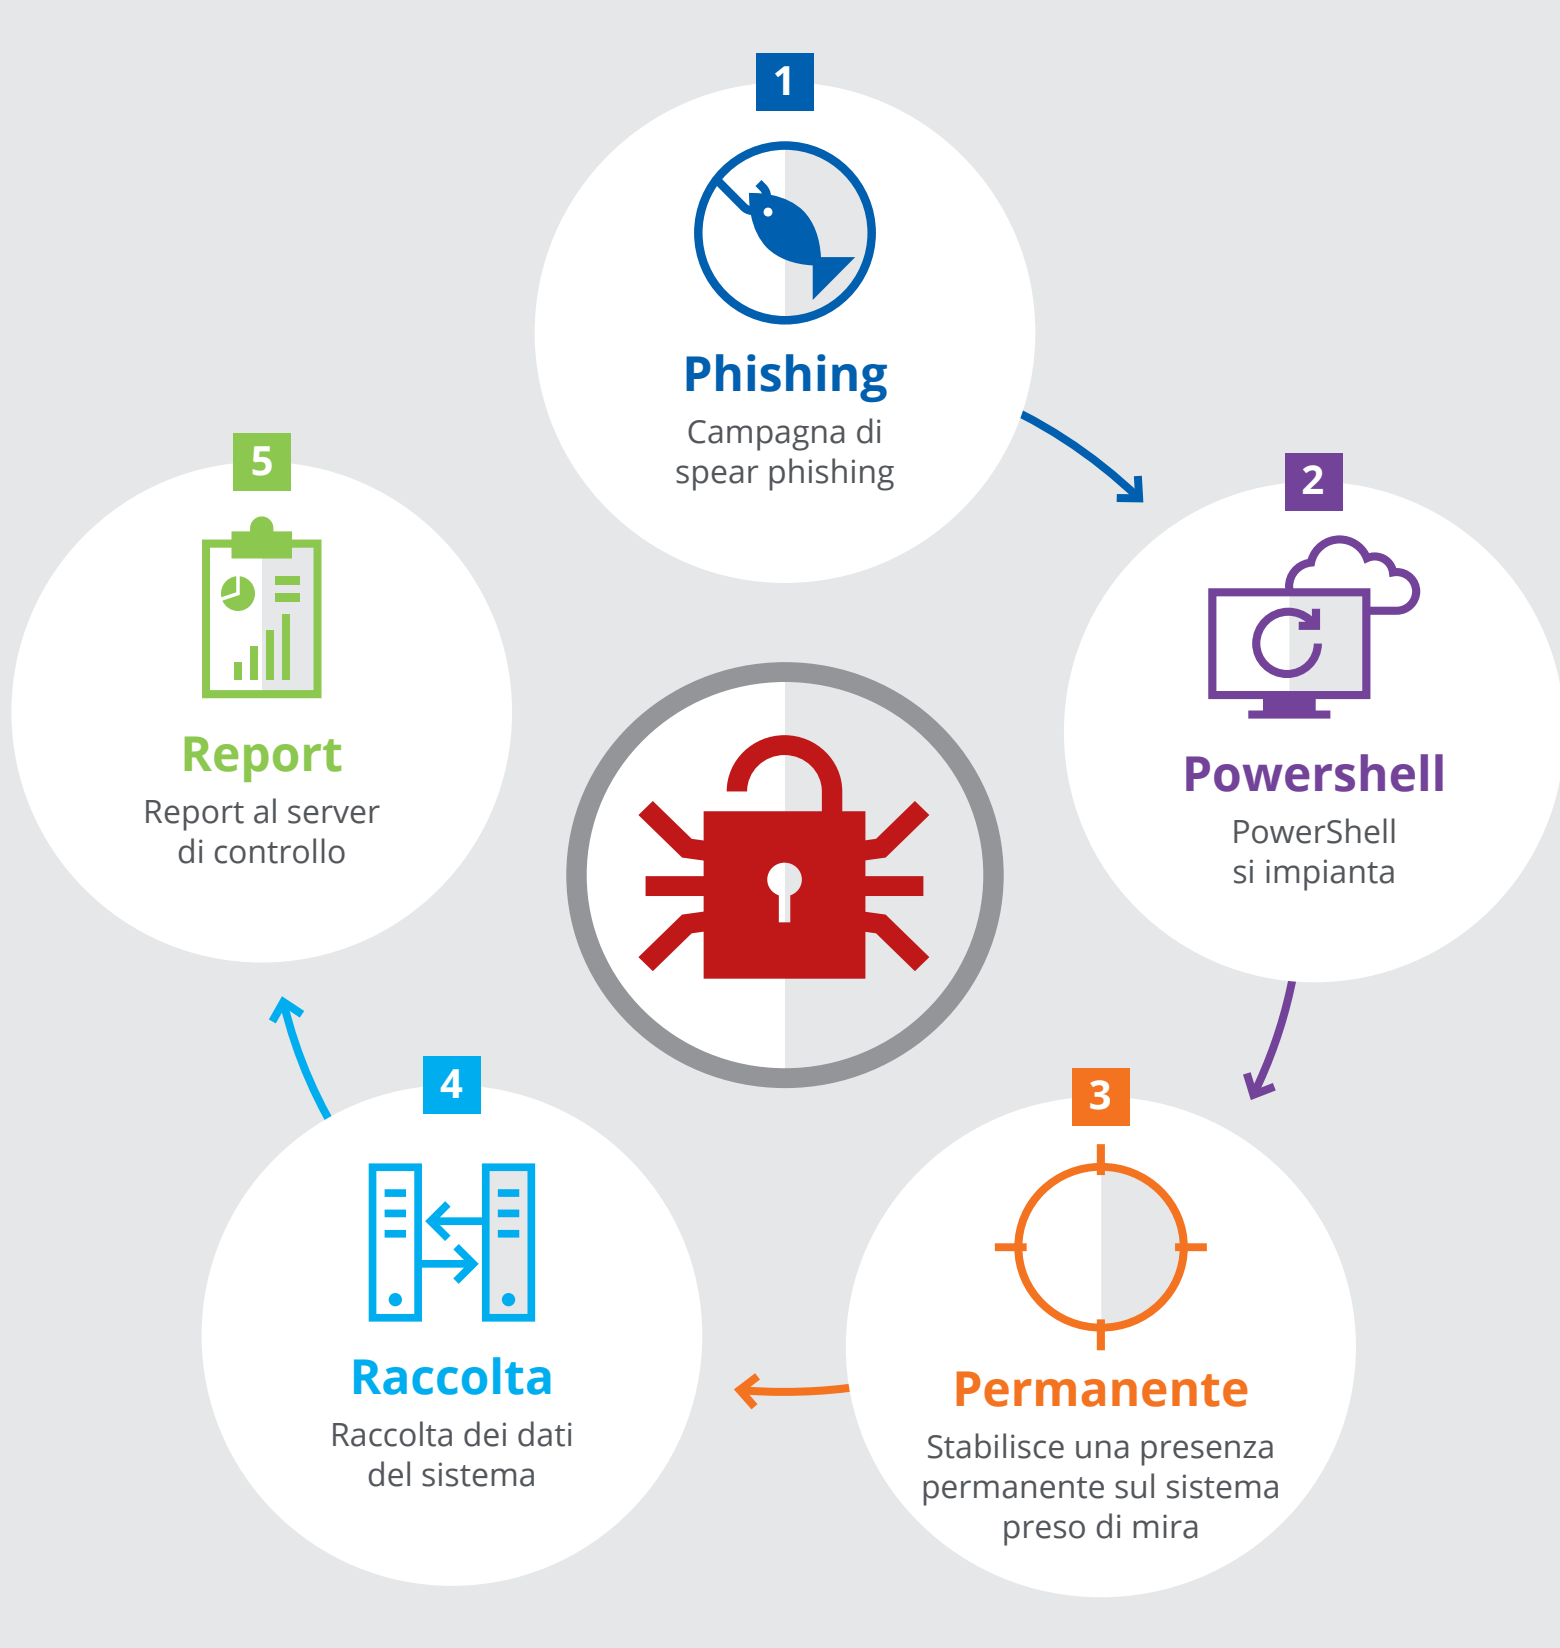 1
Phishing
Campagna di
spear phishing
2
Powershell
PowerShell
si impianta
3
Permanente
Stabilisce una presenza
permanente sul sistema
preso di mira
4
Raccolta
Raccolta dei dati
del sistema
5
Report
Report al server
di controllo